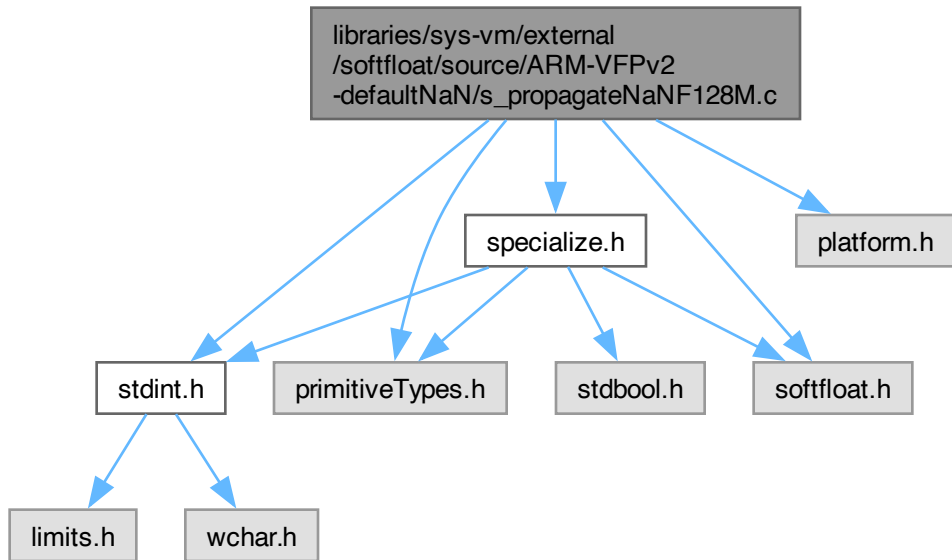 libraries/sys-vm/external
/softfloat/source/ARM-VFPv2
-defaultNaN/s_propagateNaNF128M.c
specialize.h
platform.h
stdint.h
primitiveTypes.h
stdbool.h
softfloat.h
limits.h
wchar.h